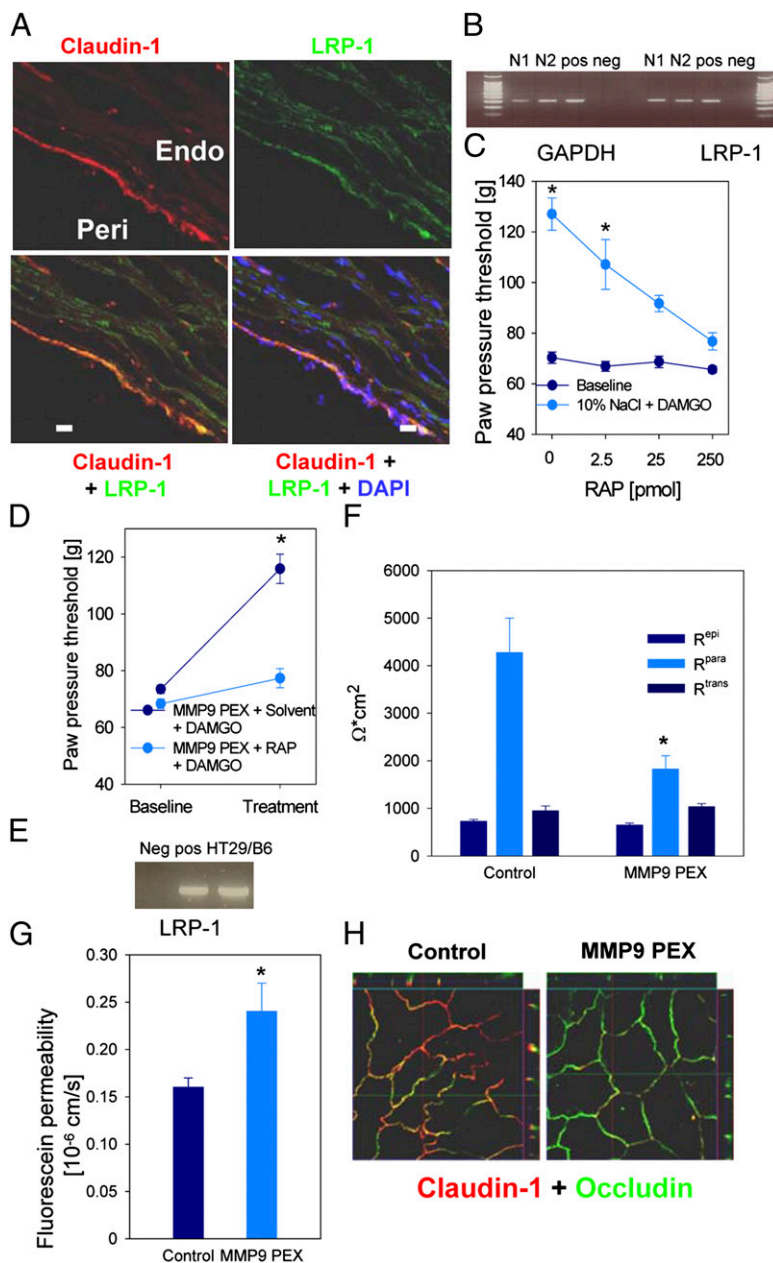 A
Claudin-1
LRP-1
Endo
Peri
Claudin-1
+ LRP-1
Claudin-1 +
LRP-1 + DAPI
B
N1 N2 pos neg
N1 N2 pos neg
GAPDH
LRP-1
C
Paw pressure threshold [g]
140
120
100
80
60
40
*
*
Baseline
10% NaCl + DAMGO
0
2.5
25
250
RAP [pmol]
D
Paw pressure threshold [g]
120
100
80
60
40
*
MMP9 PEX + Solvent
+ DAMGO
MMP9 PEX + RAP
+ DAMGO
Baseline
Treatment
E
Neg pos HT29/B6
LRP-1
F
Ω*cm2
6000
5000
4000
3000
2000
1000
0
Repi
Rpara
Rtrans
*
Control
MMP9 PEX
G
Fluorescein permeability
[10-6 cm/s]
0.30
0.25
0.20
0.15
0.10
0.05
0
*
Control
MMP9 PEX
H
Control
MMP9 PEX
Claudin-1 + Occludin